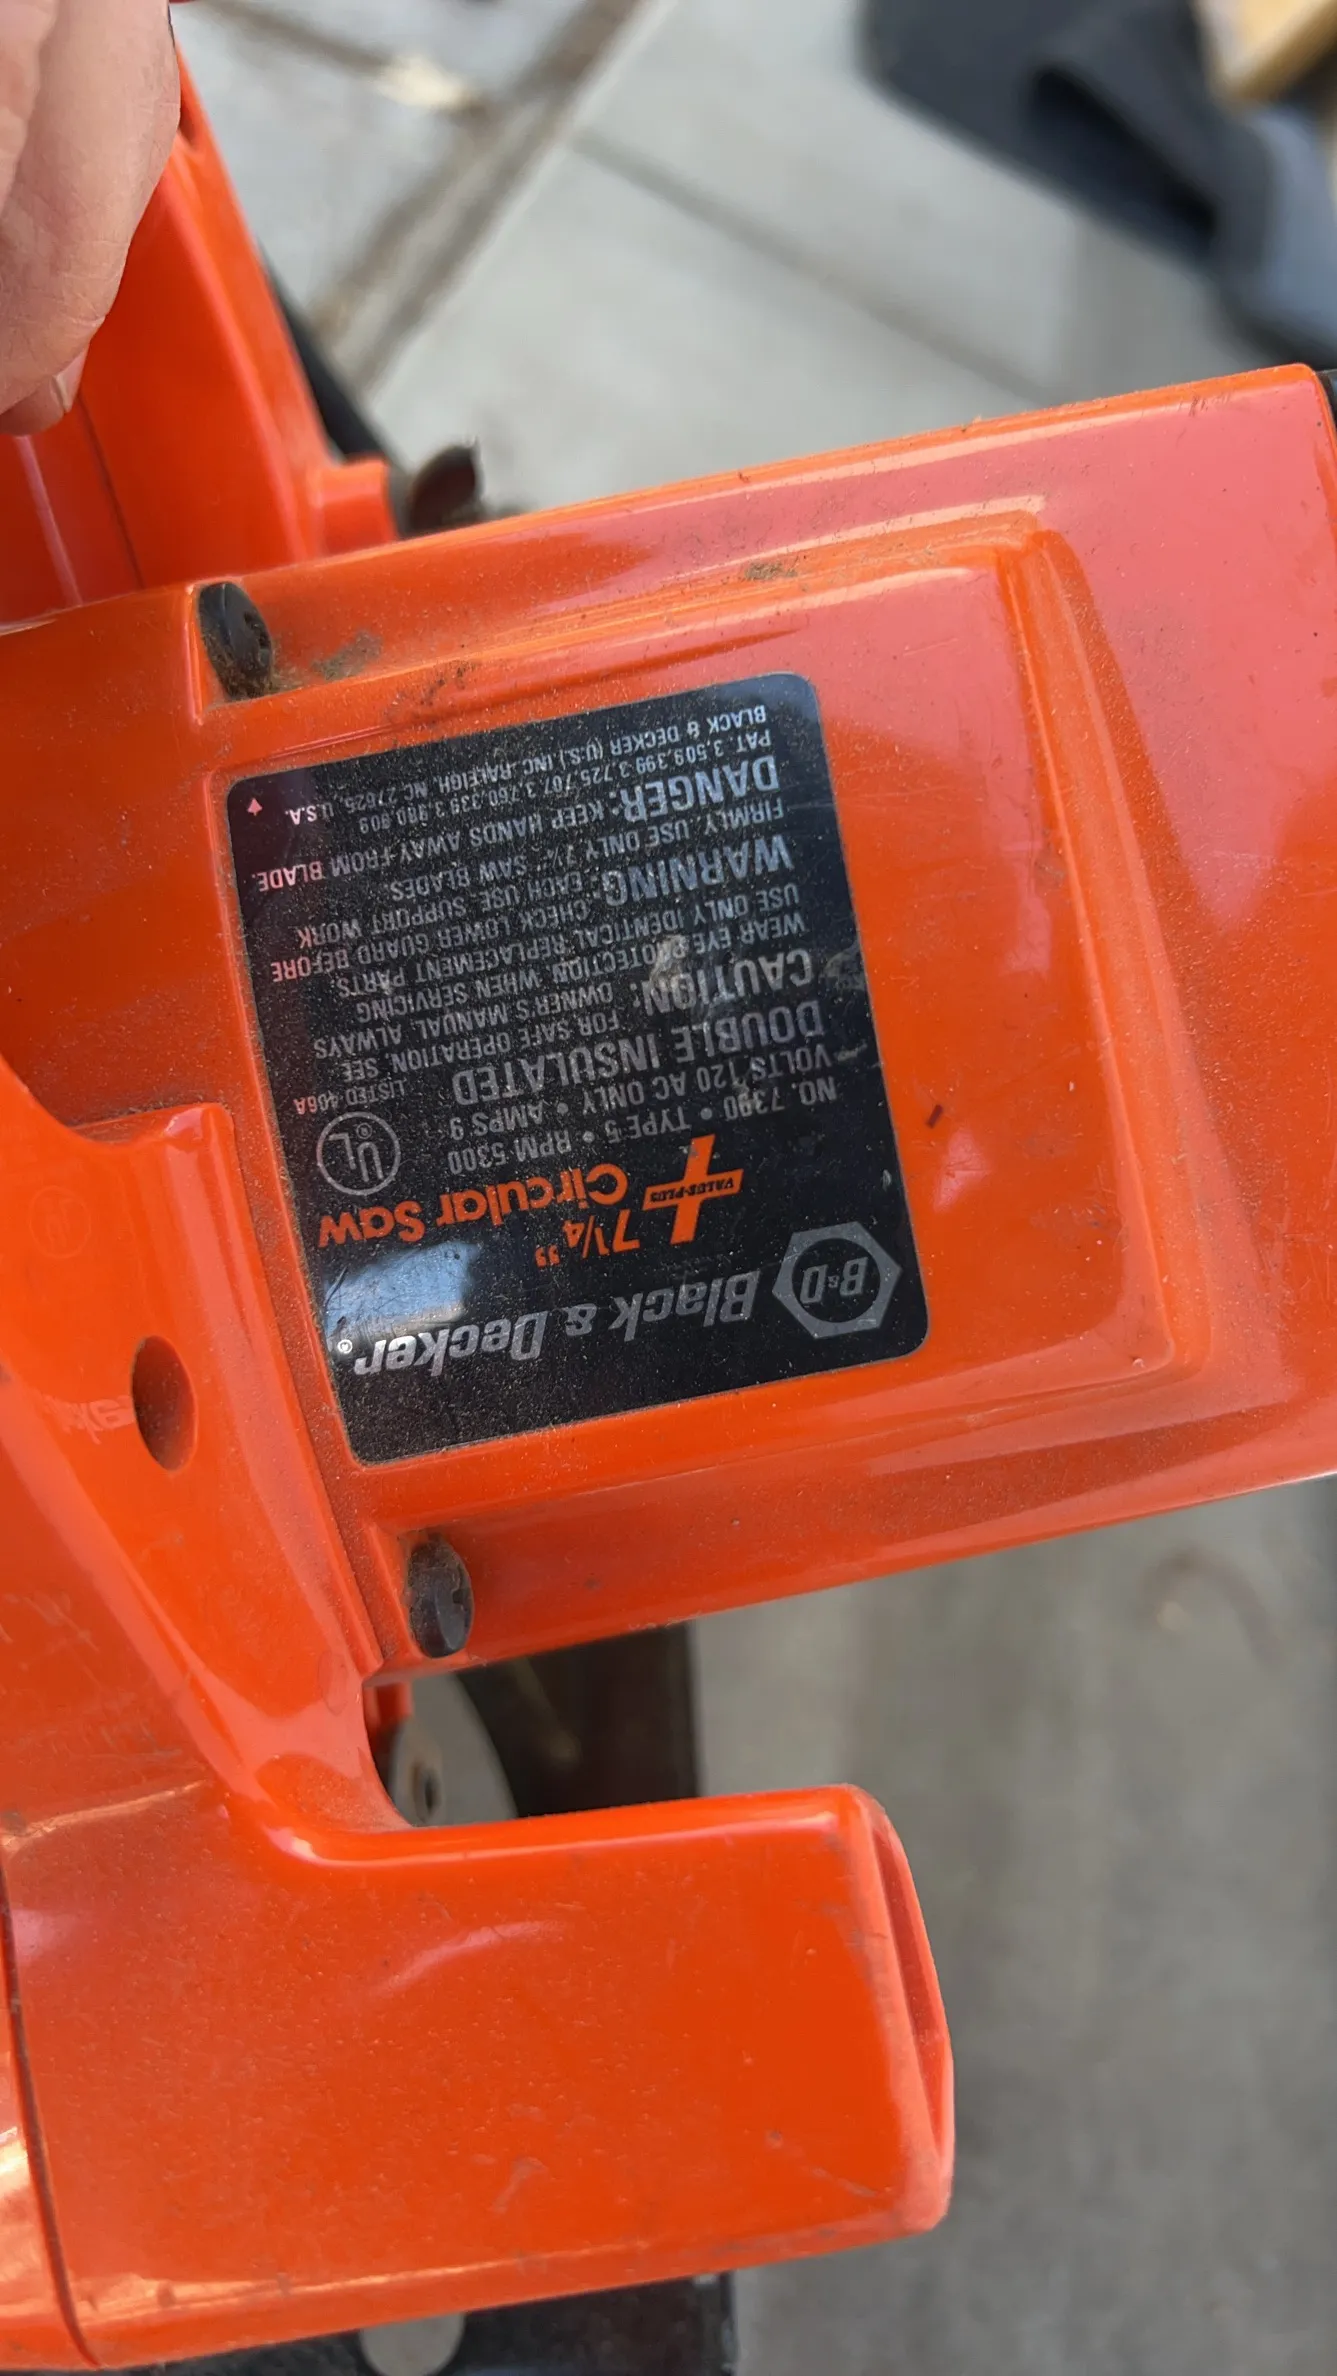 B&D Black & Decker®
VALUE-PLUS
7¼"
Circular Saw
NO. 7390 • TYPE 5 • RPM 5300
VOLTS 120 AC ONLY • AMPS 9
DOUBLE INSULATED
UL®
LISTED 406A
CAUTION: FOR SAFE OPERATION, SEE
OWNER'S MANUAL. ALWAYS
WEAR EYE PROTECTION. WHEN SERVICING
USE ONLY IDENTICAL REPLACEMENT PARTS.
WARNING: CHECK LOWER GUARD BEFORE
EACH USE. SUPPORT WORK
FIRMLY. USE ONLY 7¼" SAW BLADES.
DANGER: KEEP HANDS AWAY FROM BLADE.
PAT. 3,509,399 3,725,707 3,760,339 3,980,909
BLACK & DECKER (U.S.) INC. RALEIGH, NC 27625, U.S.A.